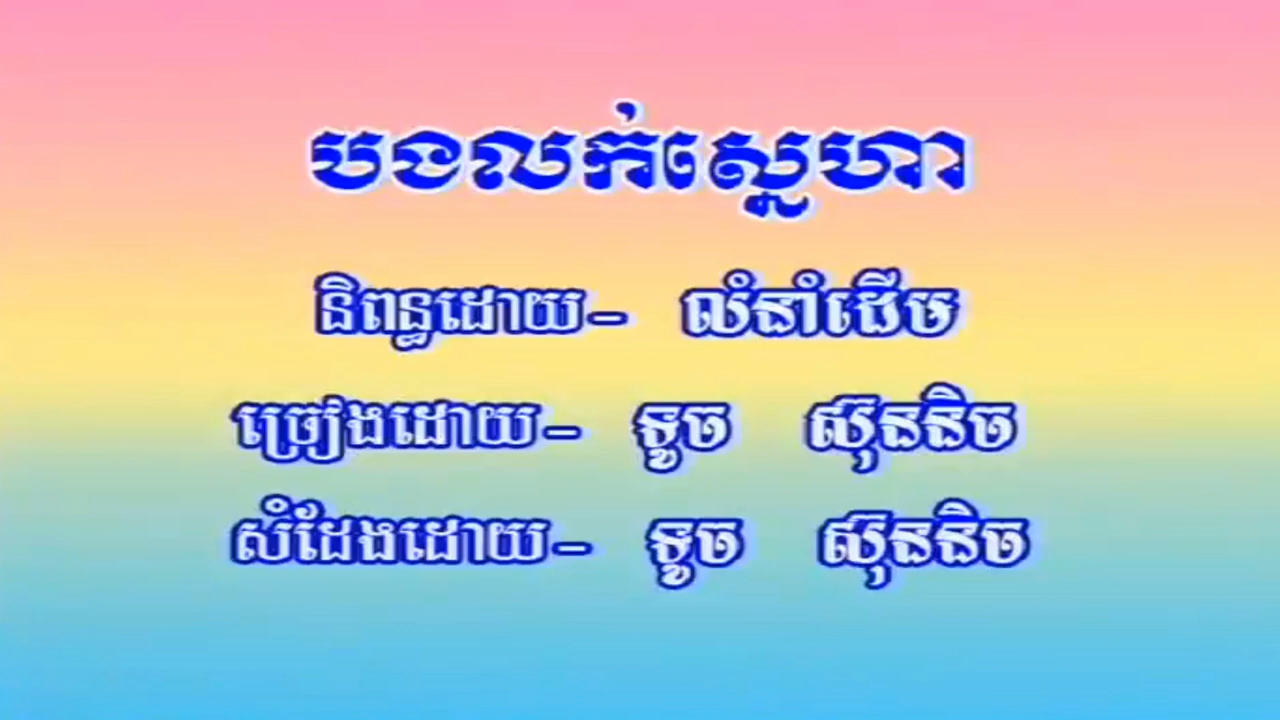 បងលក់ស្នេហា
និពន្ធដោយ- លំនាំដើម
ច្រៀងដោយ- ទូច ស៊ុននិច
សំដែងដោយ- ទូច ស៊ុននិច